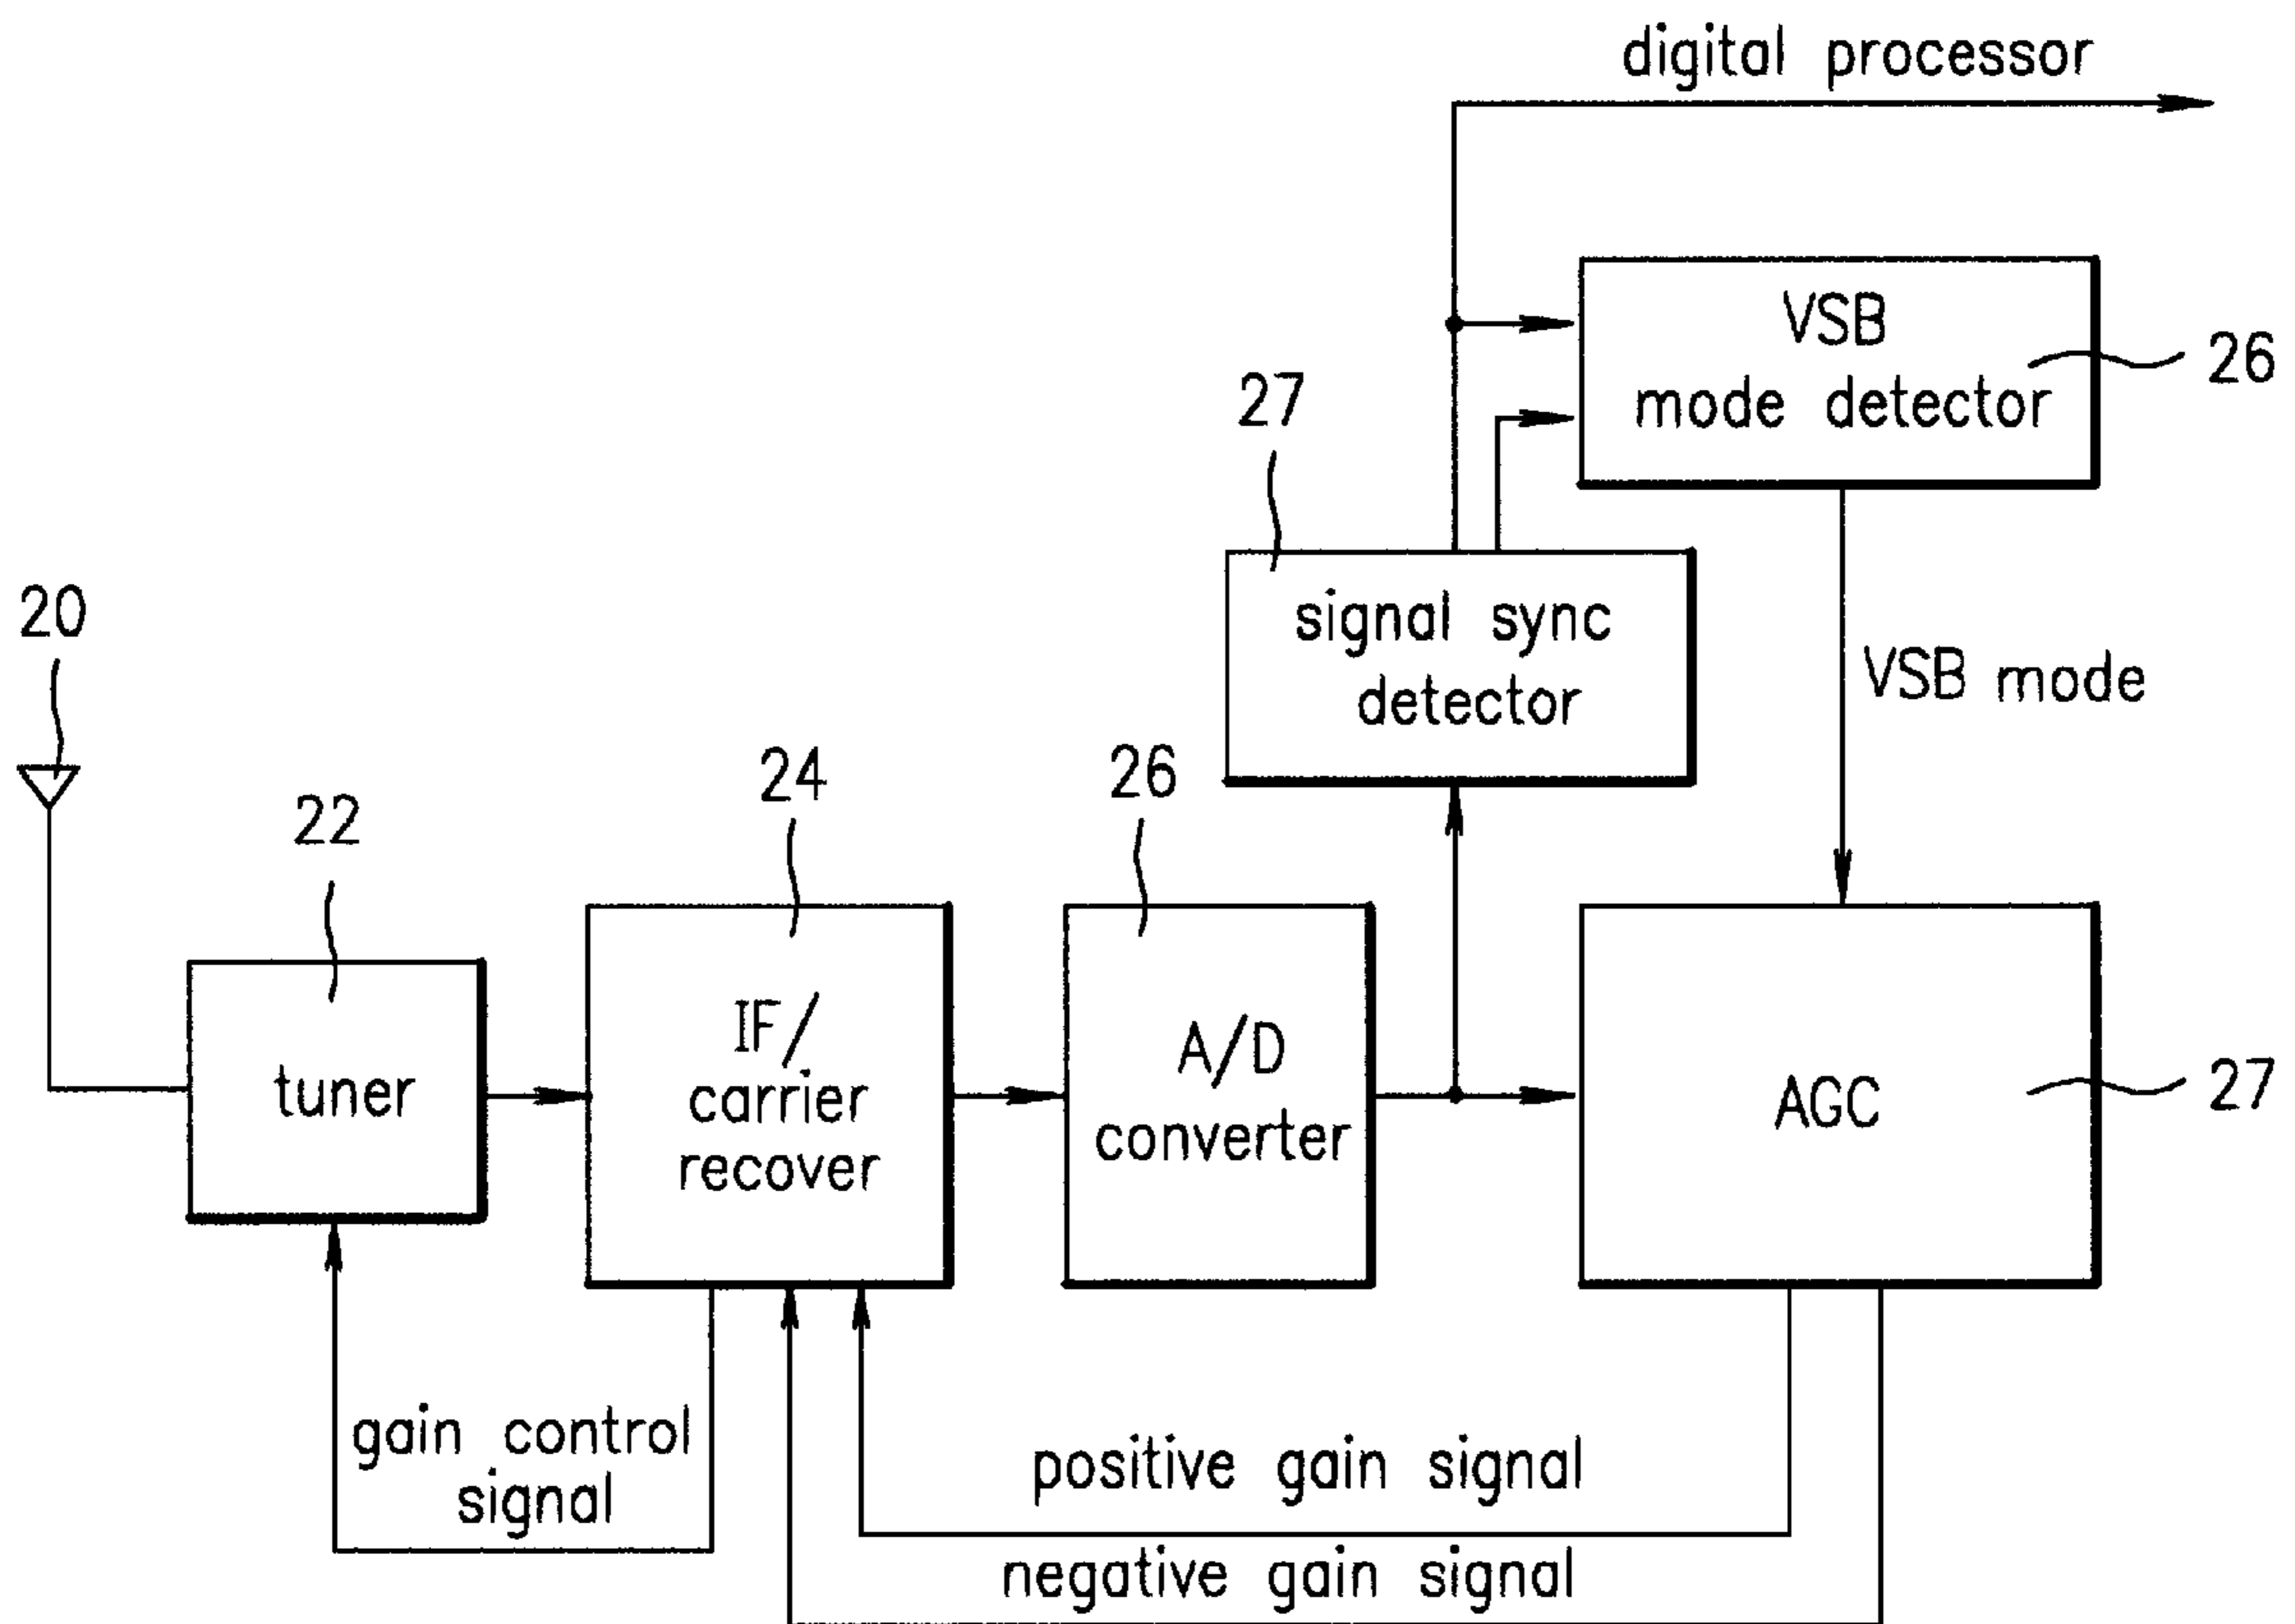 digital processor
VSB
mode detector
26
27
signal sync
detector
VSB mode
20
22
24
26
tuner
IF/
carrier
recover
A/D
converter
AGC
27
gain control
signal
positive gain signal
negative gain signal